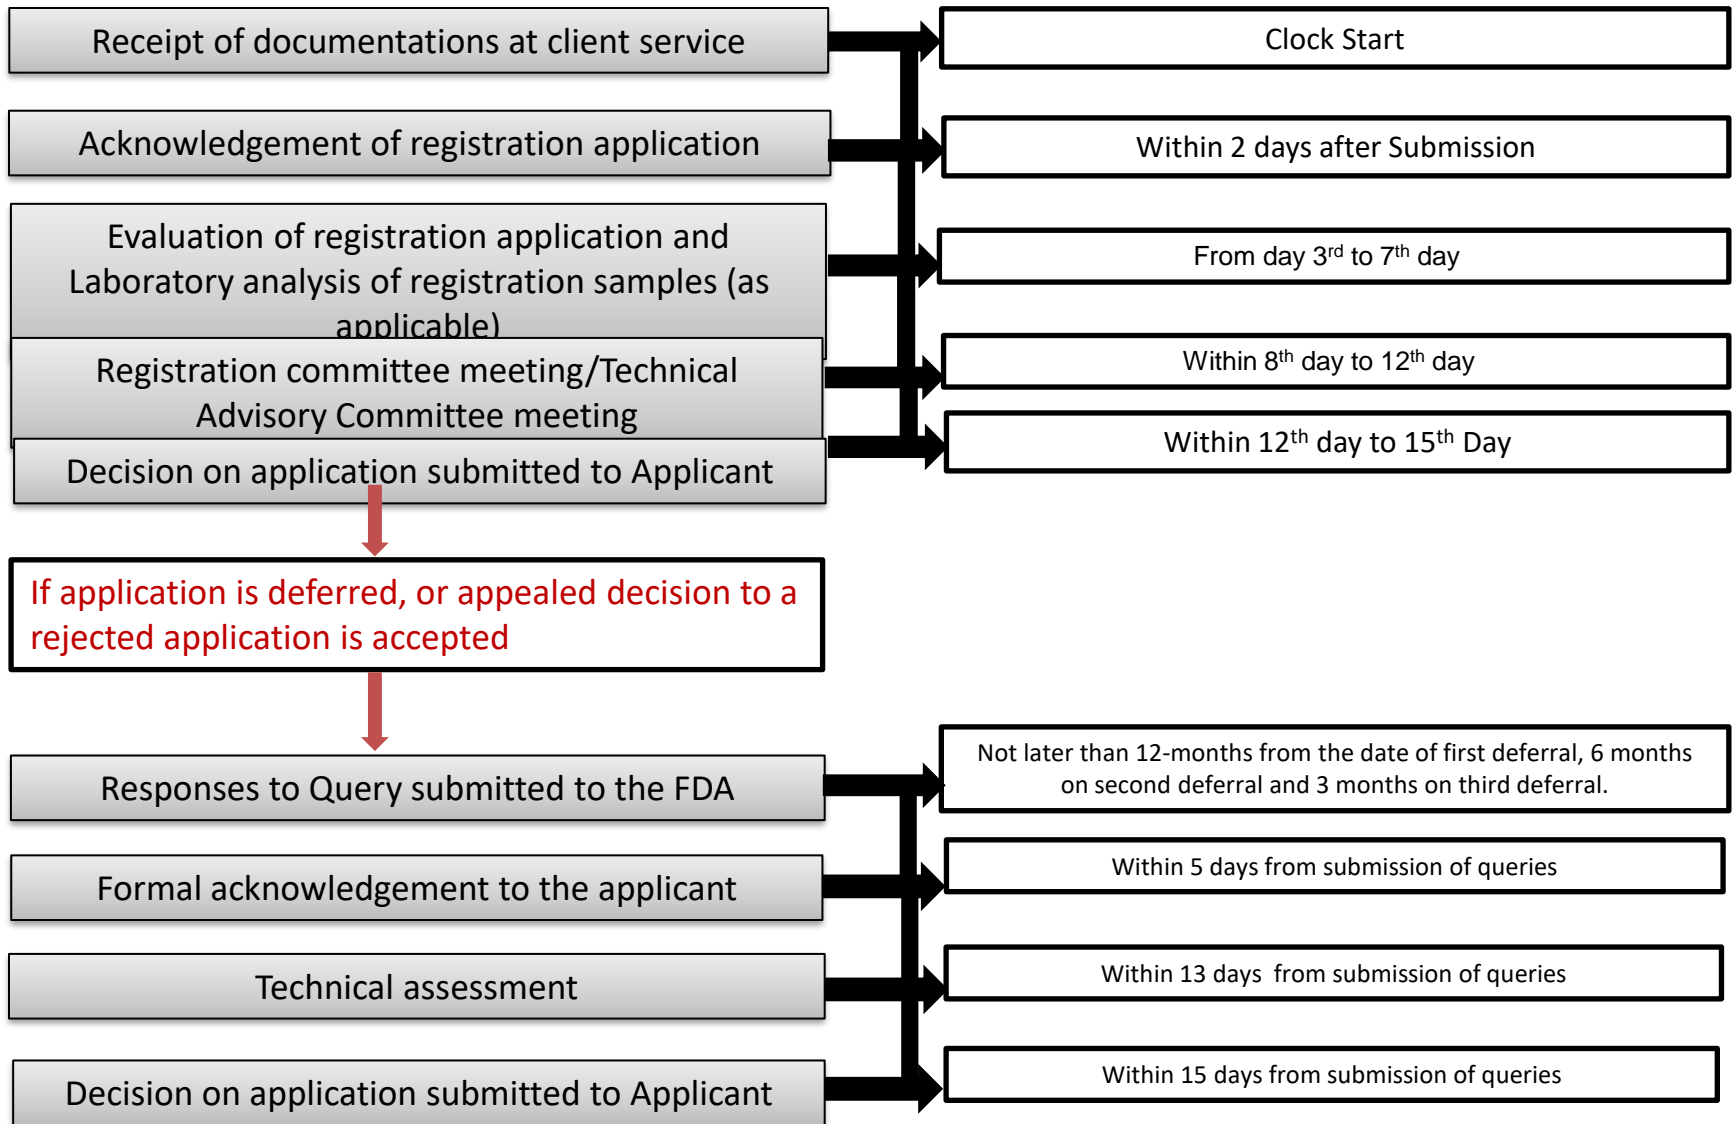 Receipt of documentations at client service
Clock Start
Acknowledgement of registration application
Within 2 days after Submission
Evaluation of registration application and
Laboratory analysis of registration samples (as
applicable)
From day 3rd to 7th day
Registration committee meeting/Technical
Advisory Committee meeting
Within 8th day to 12th day
Decision on application submitted to Applicant
Within 12th day to 15th Day
If application is deferred, or appealed decision to a
rejected application is accepted
Responses to Query submitted to the FDA
Not later than 12-months from the date of first deferral, 6 months
on second deferral and 3 months on third deferral.
Formal acknowledgement to the applicant
Within 5 days from submission of queries
Technical assessment
Within 13 days from submission of queries
Decision on application submitted to Applicant
Within 15 days from submission of queries